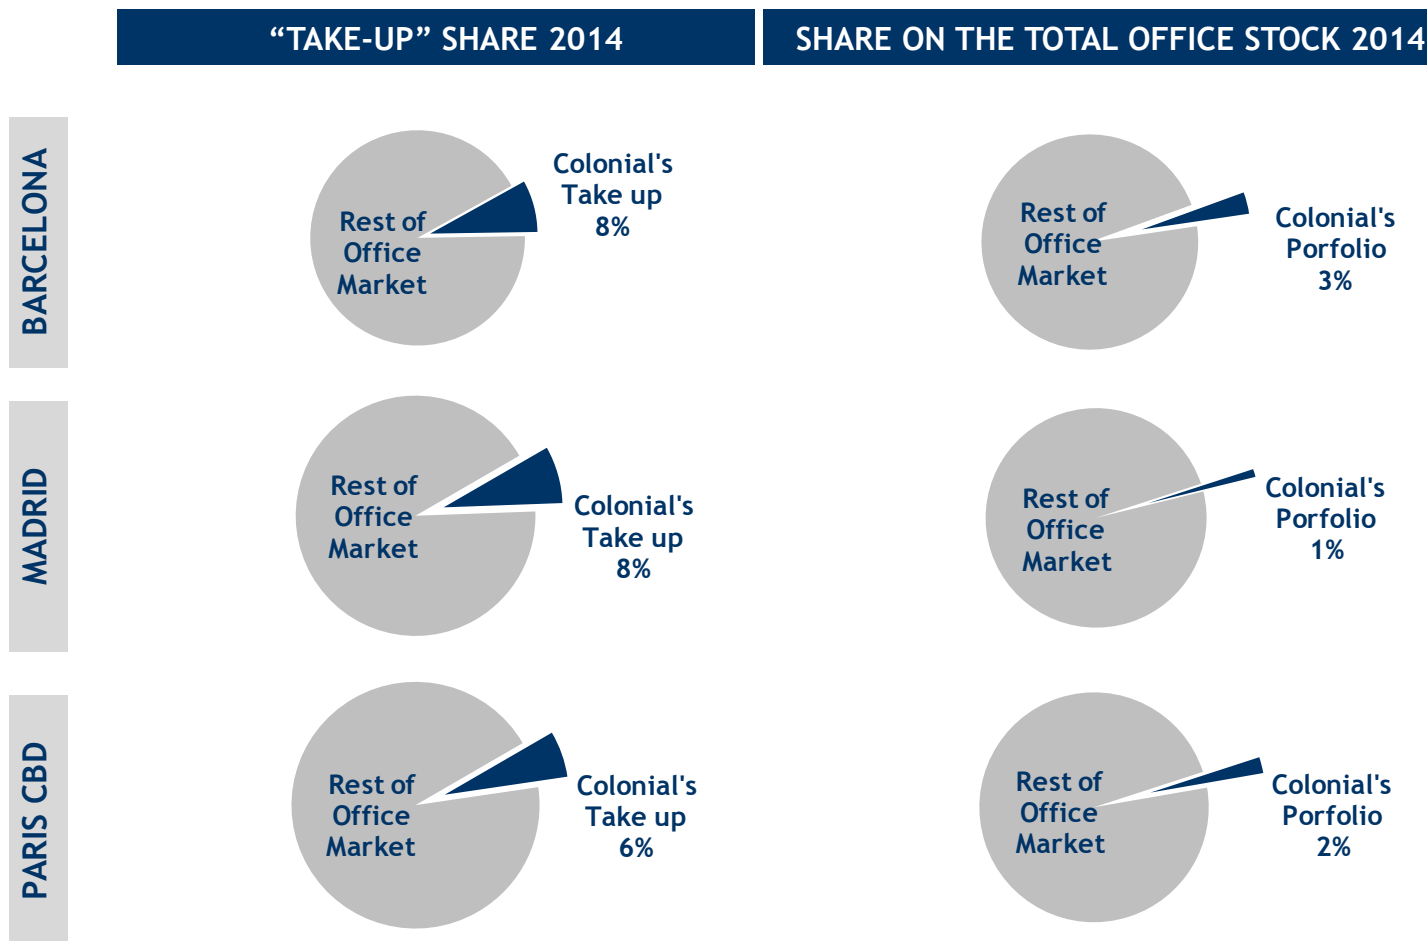 “TAKE-UP” SHARE 2014
SHARE ON THE TOTAL OFFICE STOCK 2014
BARCELONA
Rest of
Office
Market
Colonial's
Take up
8%
Rest of
Office
Market
Colonial's
Porfolio
3%
MADRID
Rest of
Office
Market
Colonial's
Take up
8%
Rest of
Office
Market
Colonial's
Porfolio
1%
PARIS CBD
Rest of
Office
Market
Colonial's
Take up
6%
Rest of
Office
Market
Colonial's
Porfolio
2%